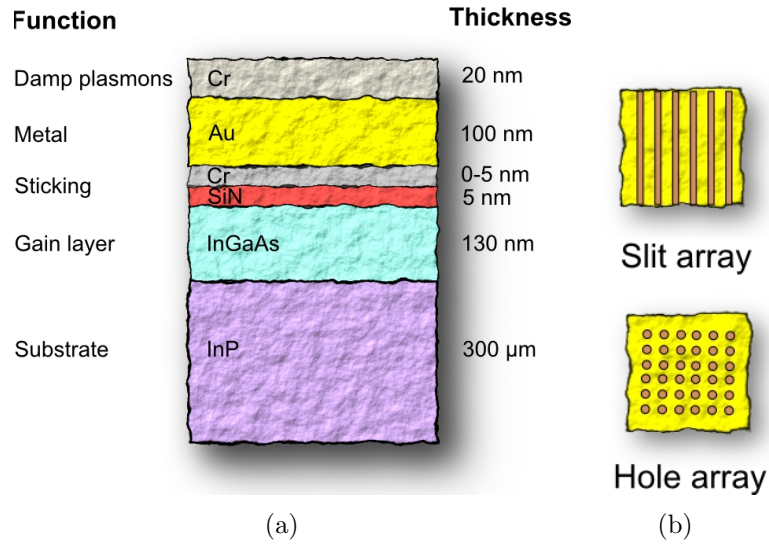 Function Thickness
Damp plasmons Cr 20 nm
Metal Au 100 nm
Sticking Cr 0-5 nm
SiN 5 nm
Gain layer InGaAs 130 nm
Substrate InP 300 µm
(a)
Slit array
Hole array
(b)